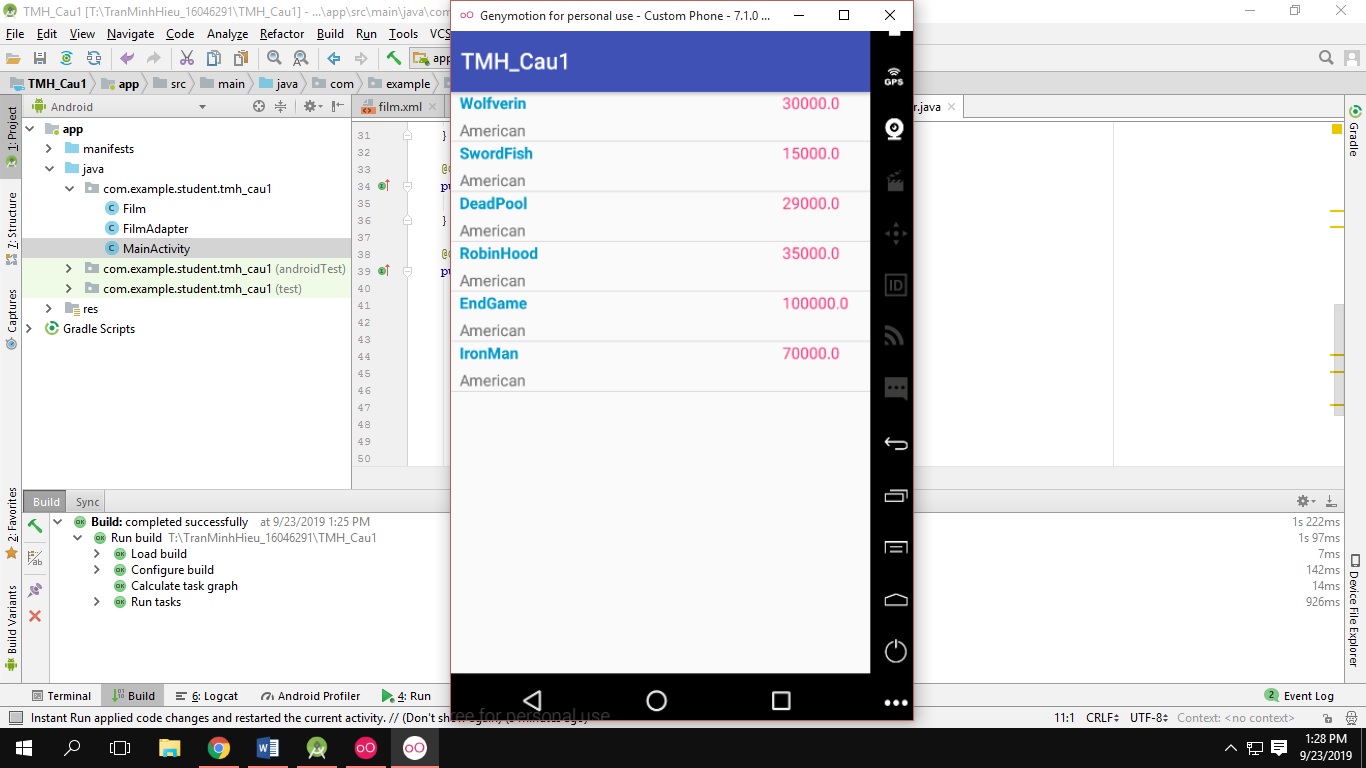 TMH_Cau1 [T:\TranMinhHieu_16046291\TMH_Cau1] - ...\app\src\main\java\com
File Edit View Navigate Code Analyze Refactor Build Run Tools VCS
app
TMH_Cau1 app src main java com example
Android
film.xml
r.java
1: Project
Z: Structure
Captures
2: Favorites
Build Variants
app
manifests
java
com.example.student.tmh_cau1
Film
FilmAdapter
MainActivity
com.example.student.tmh_cau1 (androidTest)
com.example.student.tmh_cau1 (test)
res
Gradle Scripts
31 }
32
33 @
34 pu
35
36 }
37
38 @
39 pu
40
41
42
43
44
45
46
47
48
49
50
Genymotion for personal use - Custom Phone - 7.1.0 ...
TMH_Cau1
Wolfverin 30000.0
American
SwordFish 15000.0
American
DeadPool 29000.0
American
RobinHood 35000.0
American
EndGame 100000.0
American
IronMan 70000.0
American
GPS
ID
free for personal use
Gradle
Device File Explorer
Build Sync
Build: completed successfully at 9/23/2019 1:25 PM 1s 222ms
Run build T:\TranMinhHieu_16046291\TMH_Cau1 1s 97ms
Load build 7ms
Configure build 142ms
Calculate task graph 14ms
Run tasks 926ms
Terminal Build 6: Logcat Android Profiler 4: Run 2 Event Log
Instant Run applied code changes and restarted the current activity. // (Don't show again) 11:1 CRLF UTF-8 Context: <no context>
1:28 PM
9/23/2019